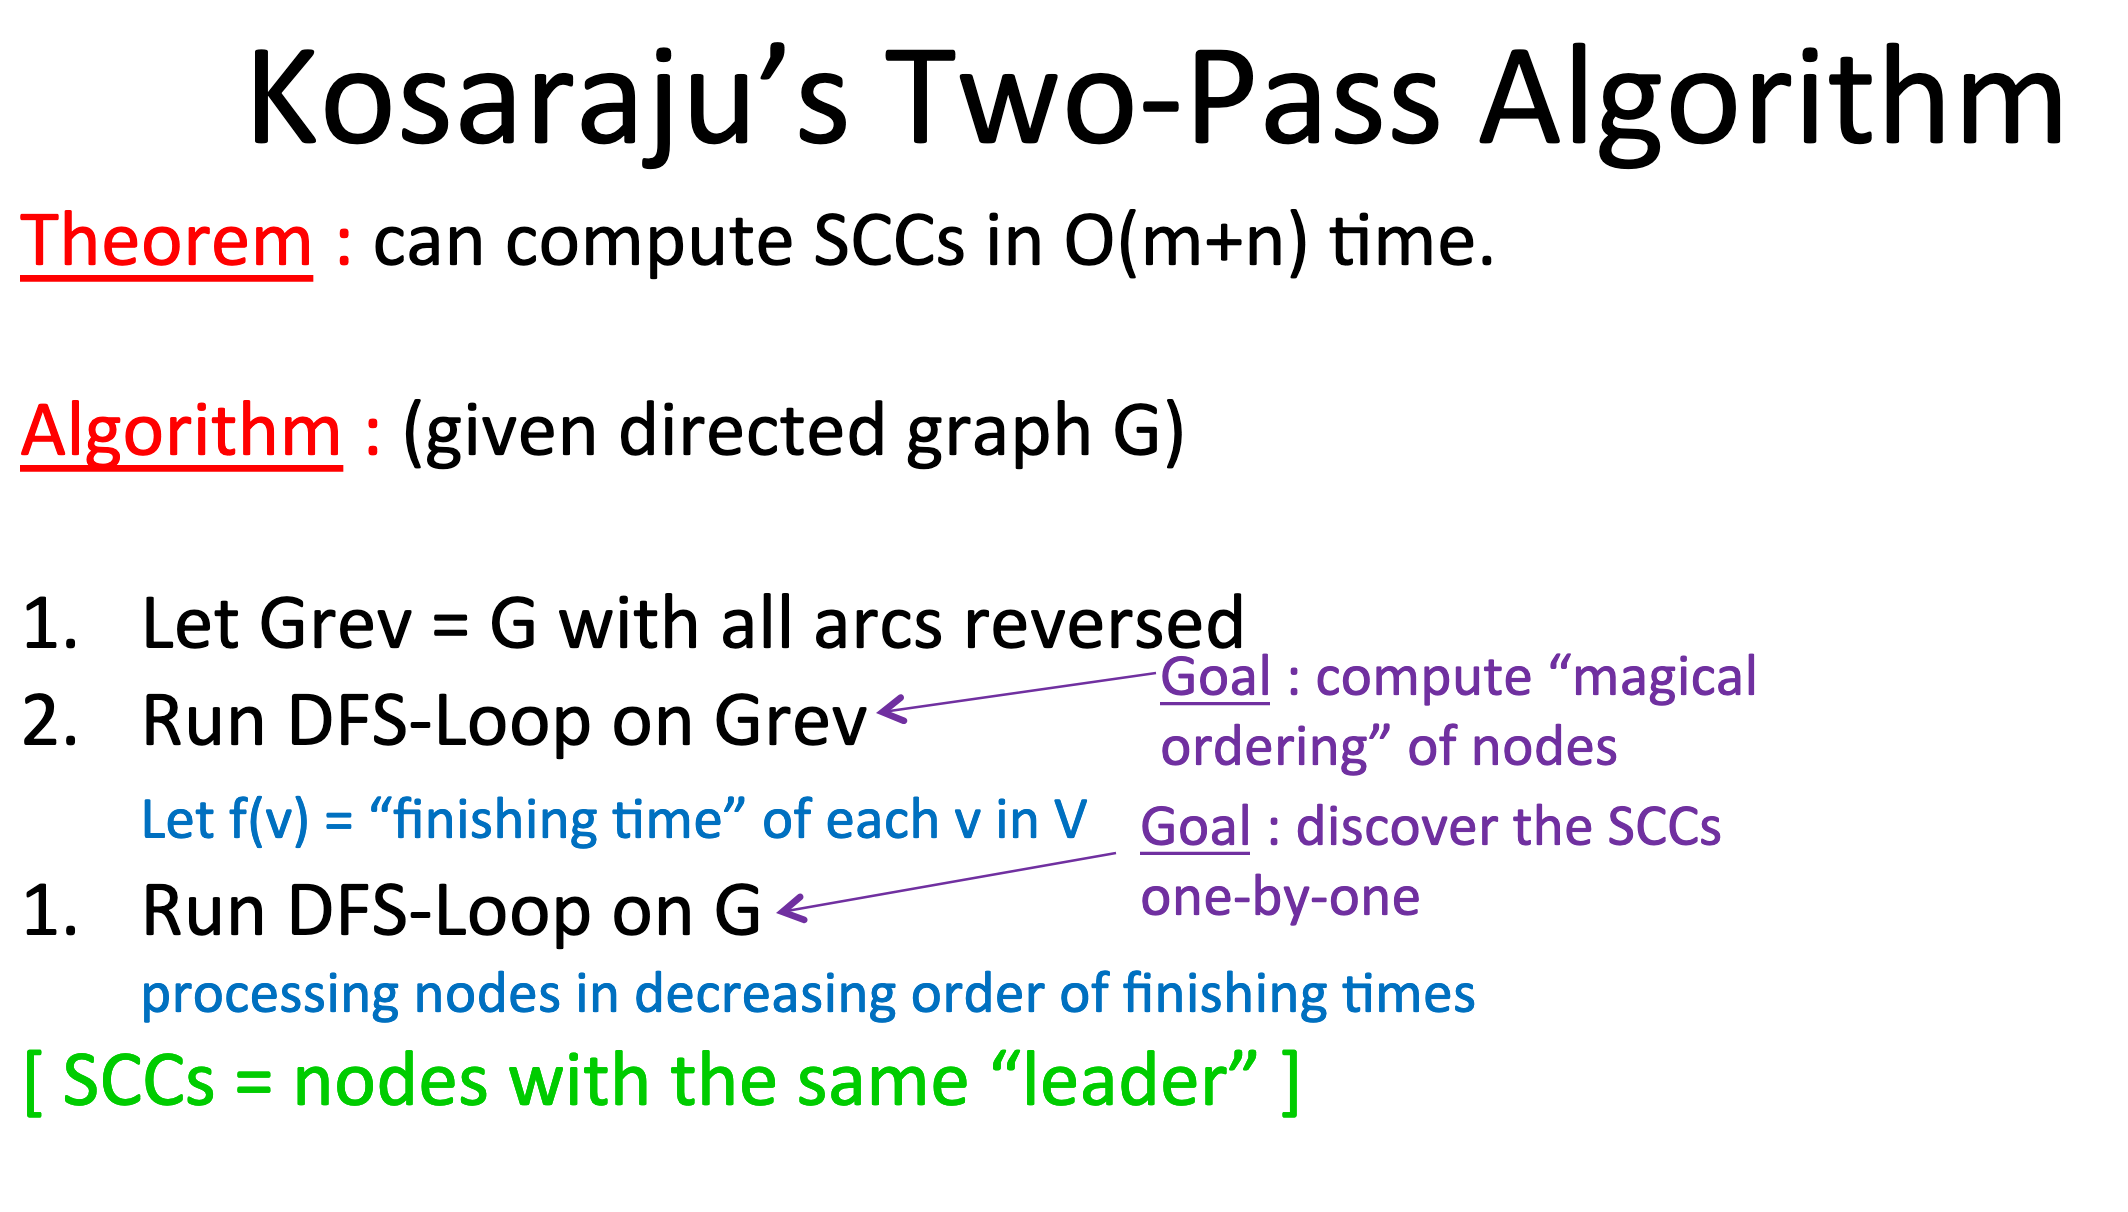 Kosaraju’s Two-Pass Algorithm
Theorem : can compute SCCs in O(m+n) time.
Algorithm : (given directed graph G)
1. Let Grev = G with all arcs reversed
Goal : compute “magical
ordering” of nodes
2. Run DFS-Loop on Grev
Let f(v) = “finishing time” of each v in V
Goal : discover the SCCs
one-by-one
1. Run DFS-Loop on G
processing nodes in decreasing order of finishing times
[ SCCs = nodes with the same “leader” ]